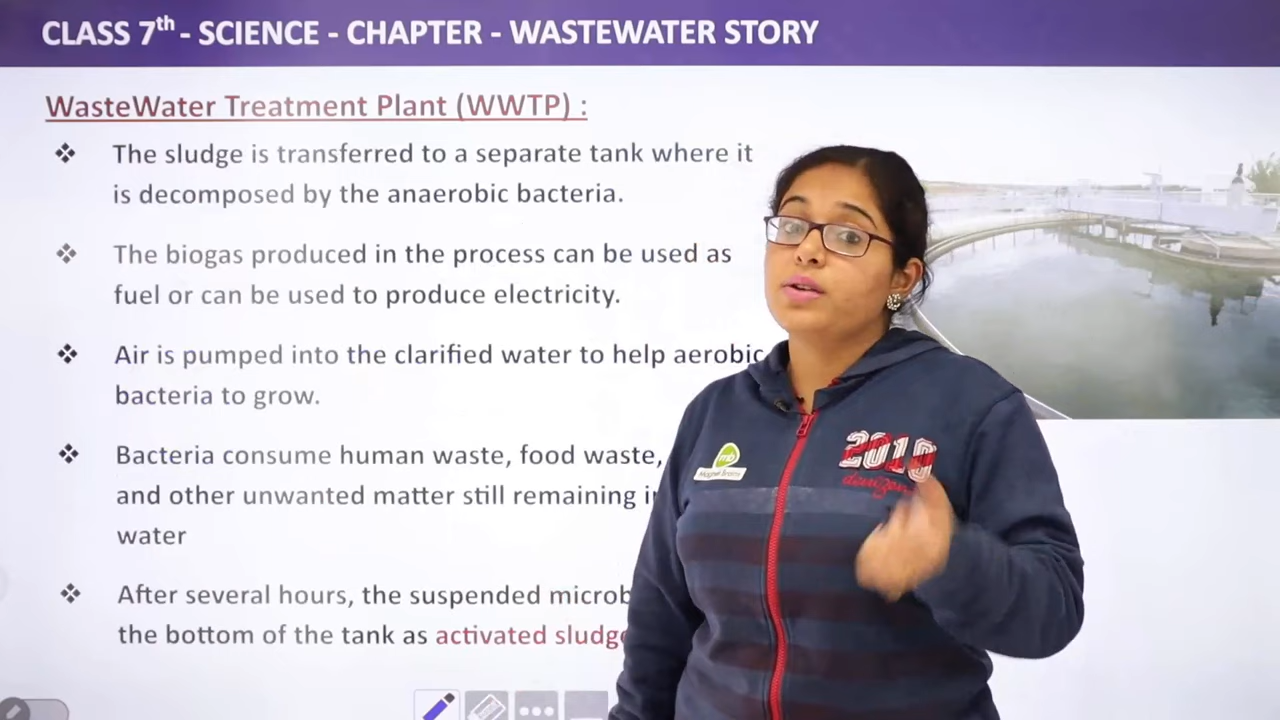 CLASS 7th - SCIENCE - CHAPTER - WASTEWATER STORY
WasteWater Treatment Plant (WWTP) :
❖ The sludge is transferred to a separate tank where it
is decomposed by the anaerobic bacteria.
❖ The biogas produced in the process can be used as
fuel or can be used to produce electricity.
❖ Air is pumped into the clarified water to help aerobic
bacteria to grow.
❖ Bacteria consume human waste, food waste,
and other unwanted matter still remaining
water
❖ After several hours, the suspended
the bottom of the tank as activated
mb
Magnet Brains
2010